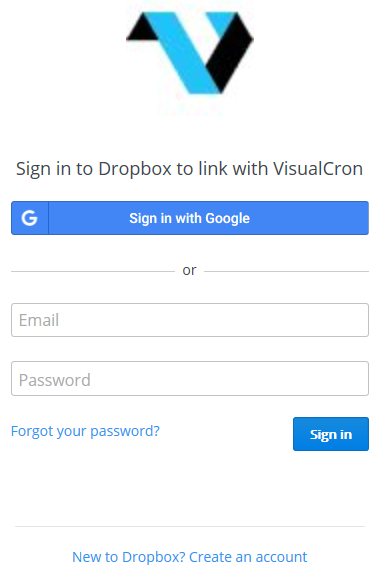 Sign in to Dropbox to link with VisualCron
G Sign in with Google
or
Email
Password
Forgot your password? Sign in
New to Dropbox? Create an account